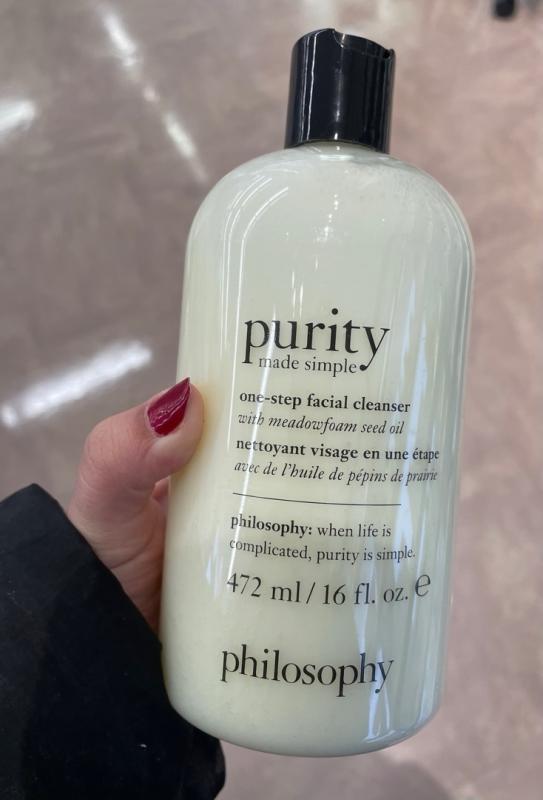 purity
made simple
one-step facial cleanser
with meadowfoam seed oil
nettoyant visage en une étape
avec de l'huile de pépins de prairie
philosophy: when life is
complicated, purity is simple.
472 ml / 16 fl. oz. ℮
philosophy